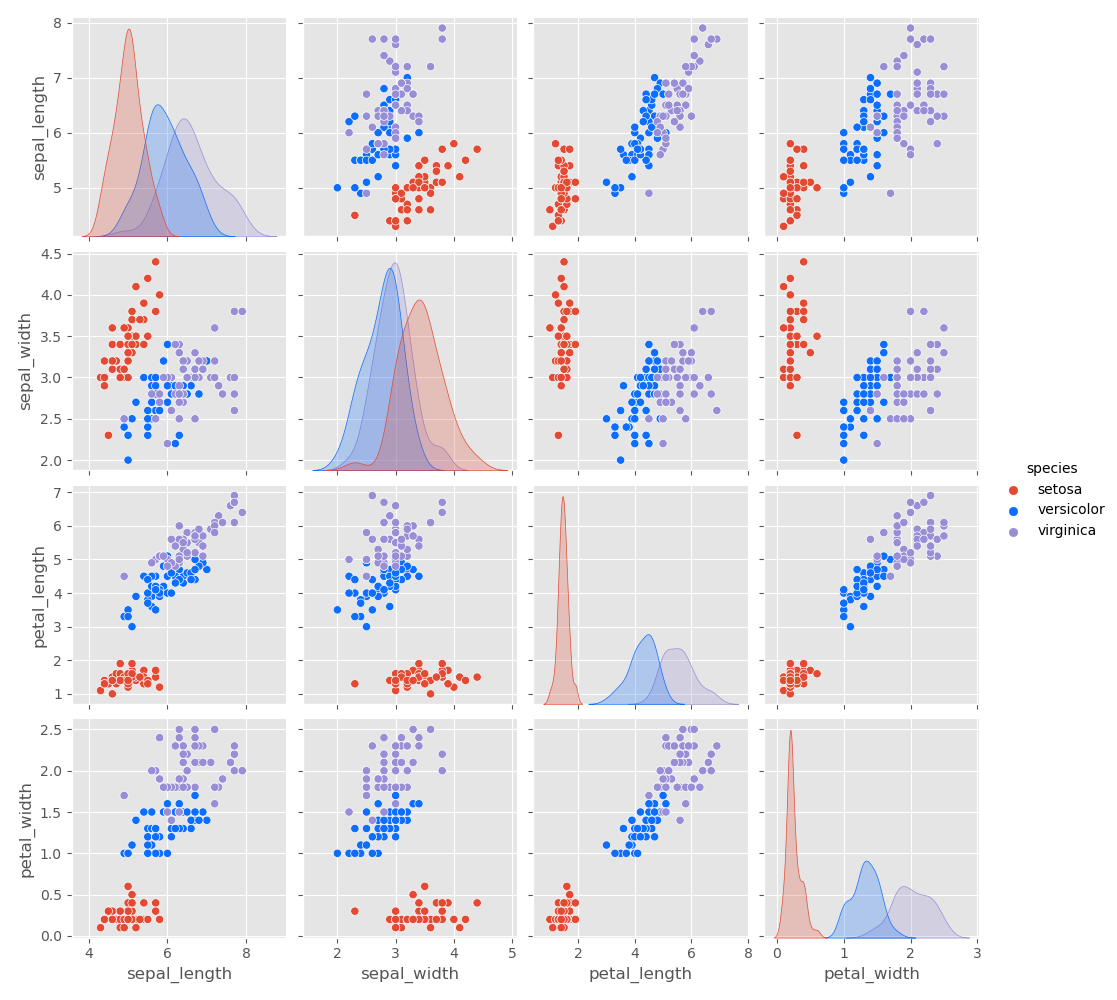 8
7
6
5
sepal_length
4.5
4.0
3.5
3.0
2.5
2.0
sepal_width
7
6
5
4
3
2
1
petal_length
2.5
2.0
1.5
1.0
0.5
0.0
petal_width
4 6 8
sepal_length
2 3 4 5
sepal_width
2 4 6 8
petal_length
0 1 2 3
petal_width
species
setosa
versicolor
virginica